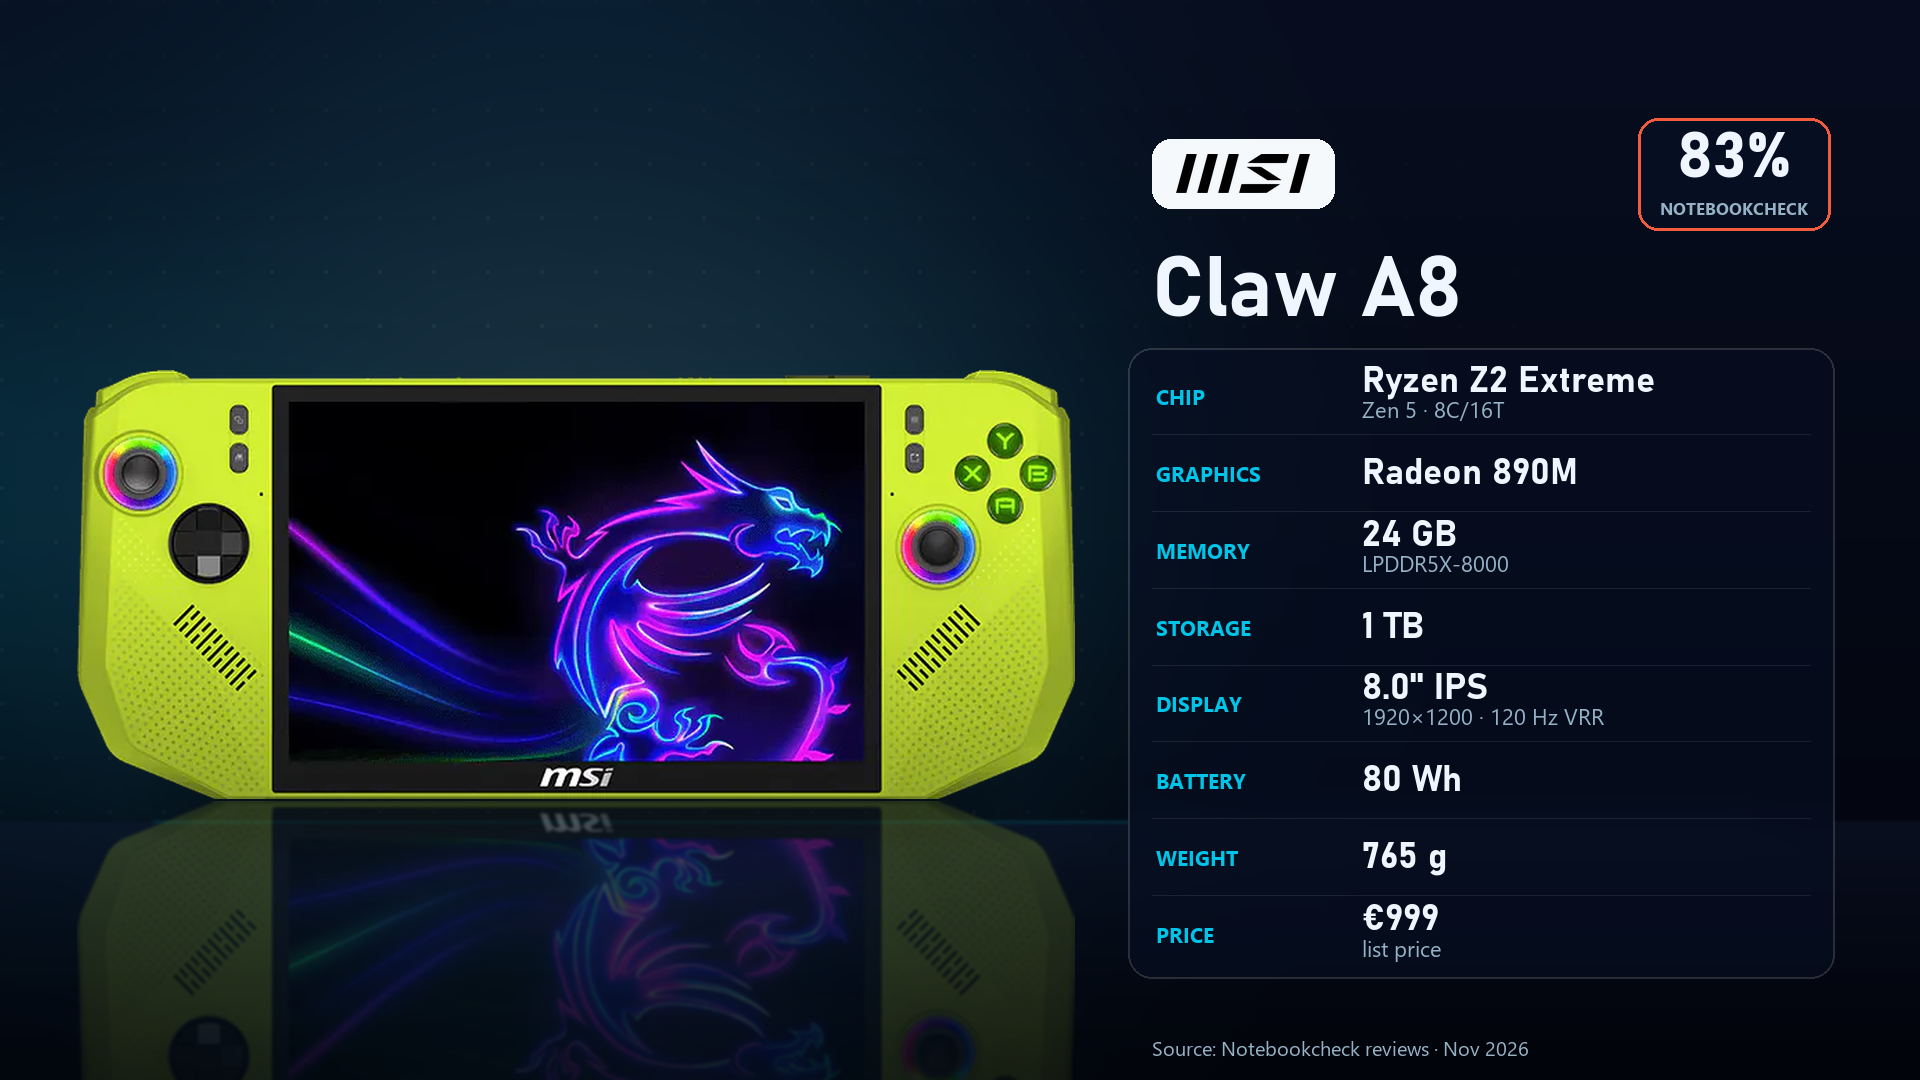 msi
Y
X
B
A
msi
83%
NOTEBOOKCHECK
Claw A8
CHIP
Ryzen Z2 Extreme
Zen 5 · 8C/16T
GRAPHICS
Radeon 890M
MEMORY
24 GB
LPDDR5X-8000
STORAGE
1 TB
DISPLAY
8.0" IPS
1920×1200 · 120 Hz VRR
BATTERY
80 Wh
WEIGHT
765 g
PRICE
€999
list price
Source: Notebookcheck reviews · Nov 2026